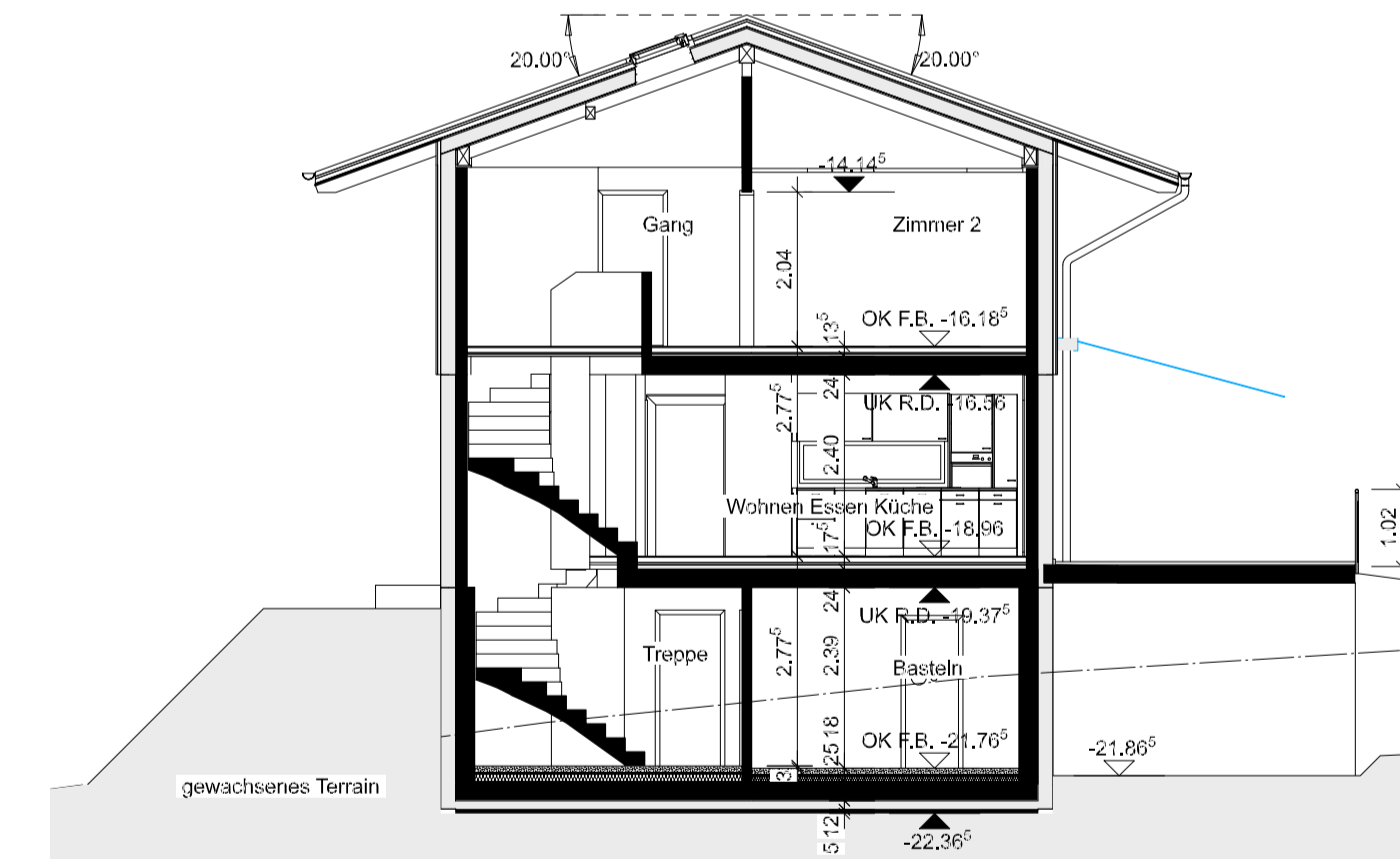 20.00° 20.00°
-14.14⁵
Gang Zimmer 2
2.04
OK F.B. -16.18⁵
13⁵
24
UK R.D. -16.56
2.77⁵
2.40
1.02
Wohnen Essen Küche
OK F.B. -18.96
17⁵
24
UK R.D. -19.37⁵
2.77⁵
2.39
Treppe Basteln
18
OK F.B. -21.76⁵
-21.86⁵
25
3
gewachsenes Terrain
12
5
-22.36⁵